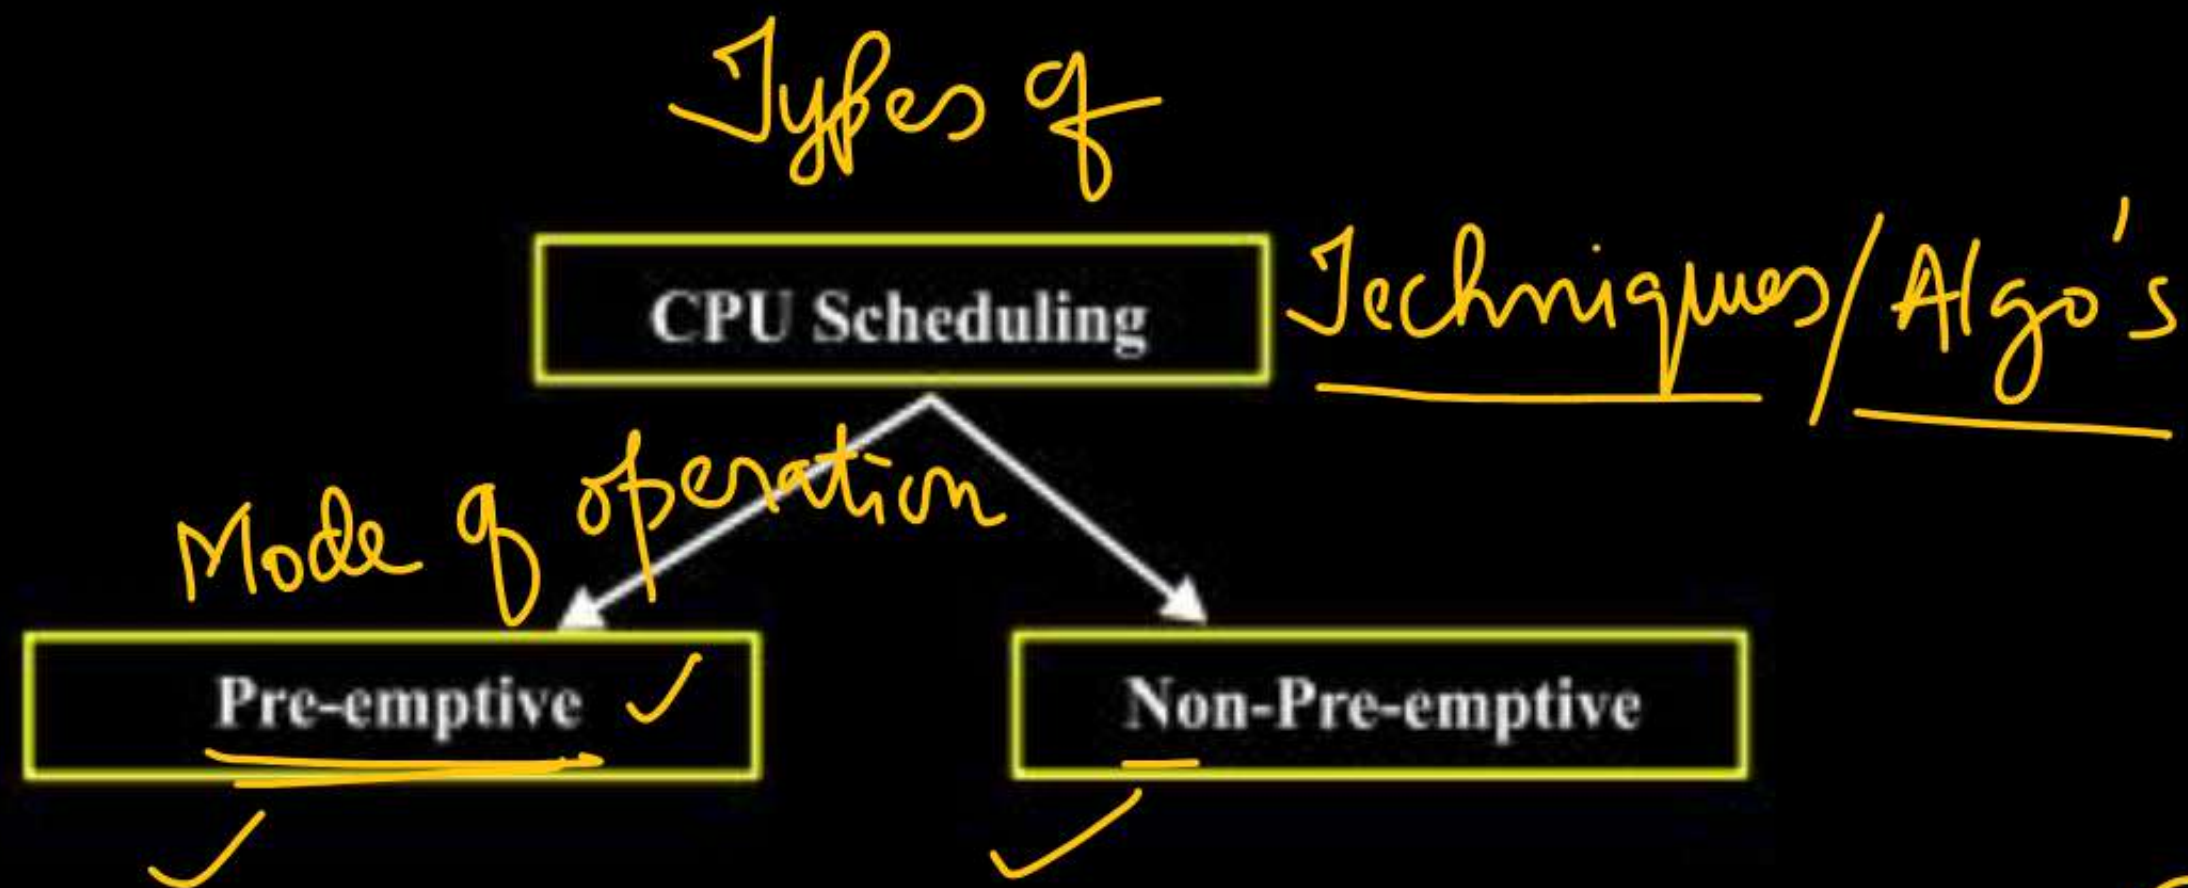 Types of
CPU Scheduling Techniques/Algo's
Mode of operation
Pre-emptive
Non-Pre-emptive